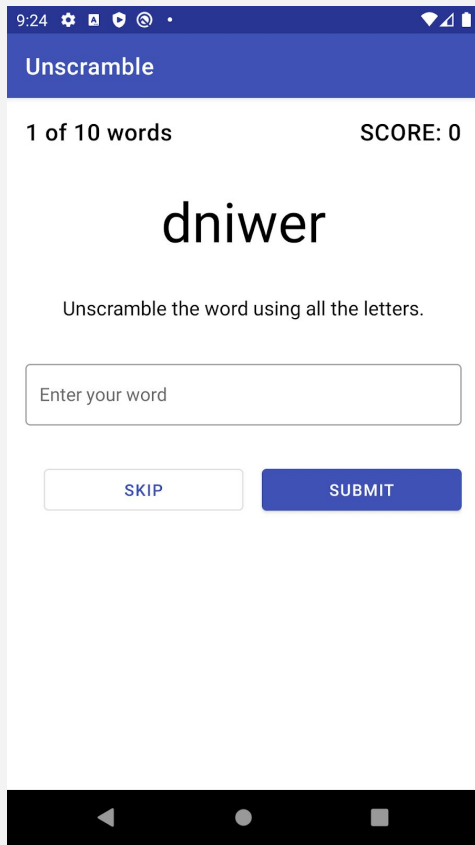 9:24
Unscramble
1 of 10 words SCORE: 0
dniwer
Unscramble the word using all the letters.
Enter your word
SKIP SUBMIT